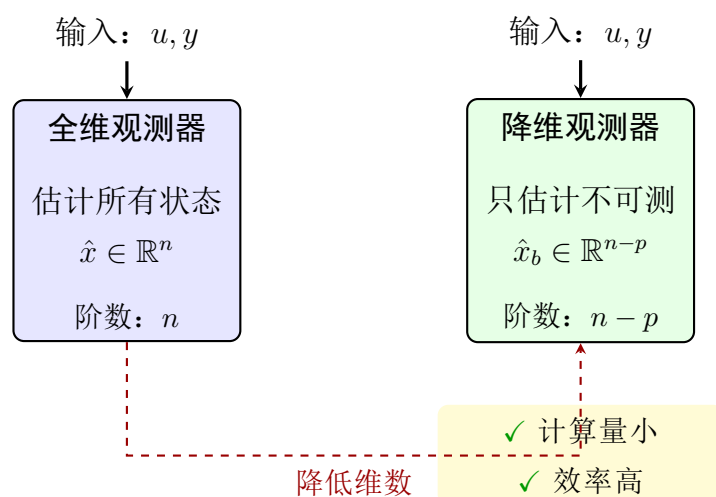 输入：u, y
全维观测器
估计所有状态
x̂ ∈ ℝⁿ
阶数：n
输入：u, y
降维观测器
只估计不可测
x̂_b ∈ ℝⁿ⁻ᵖ
阶数：n − p
✓ 计算量小
✓ 效率高
降低维数